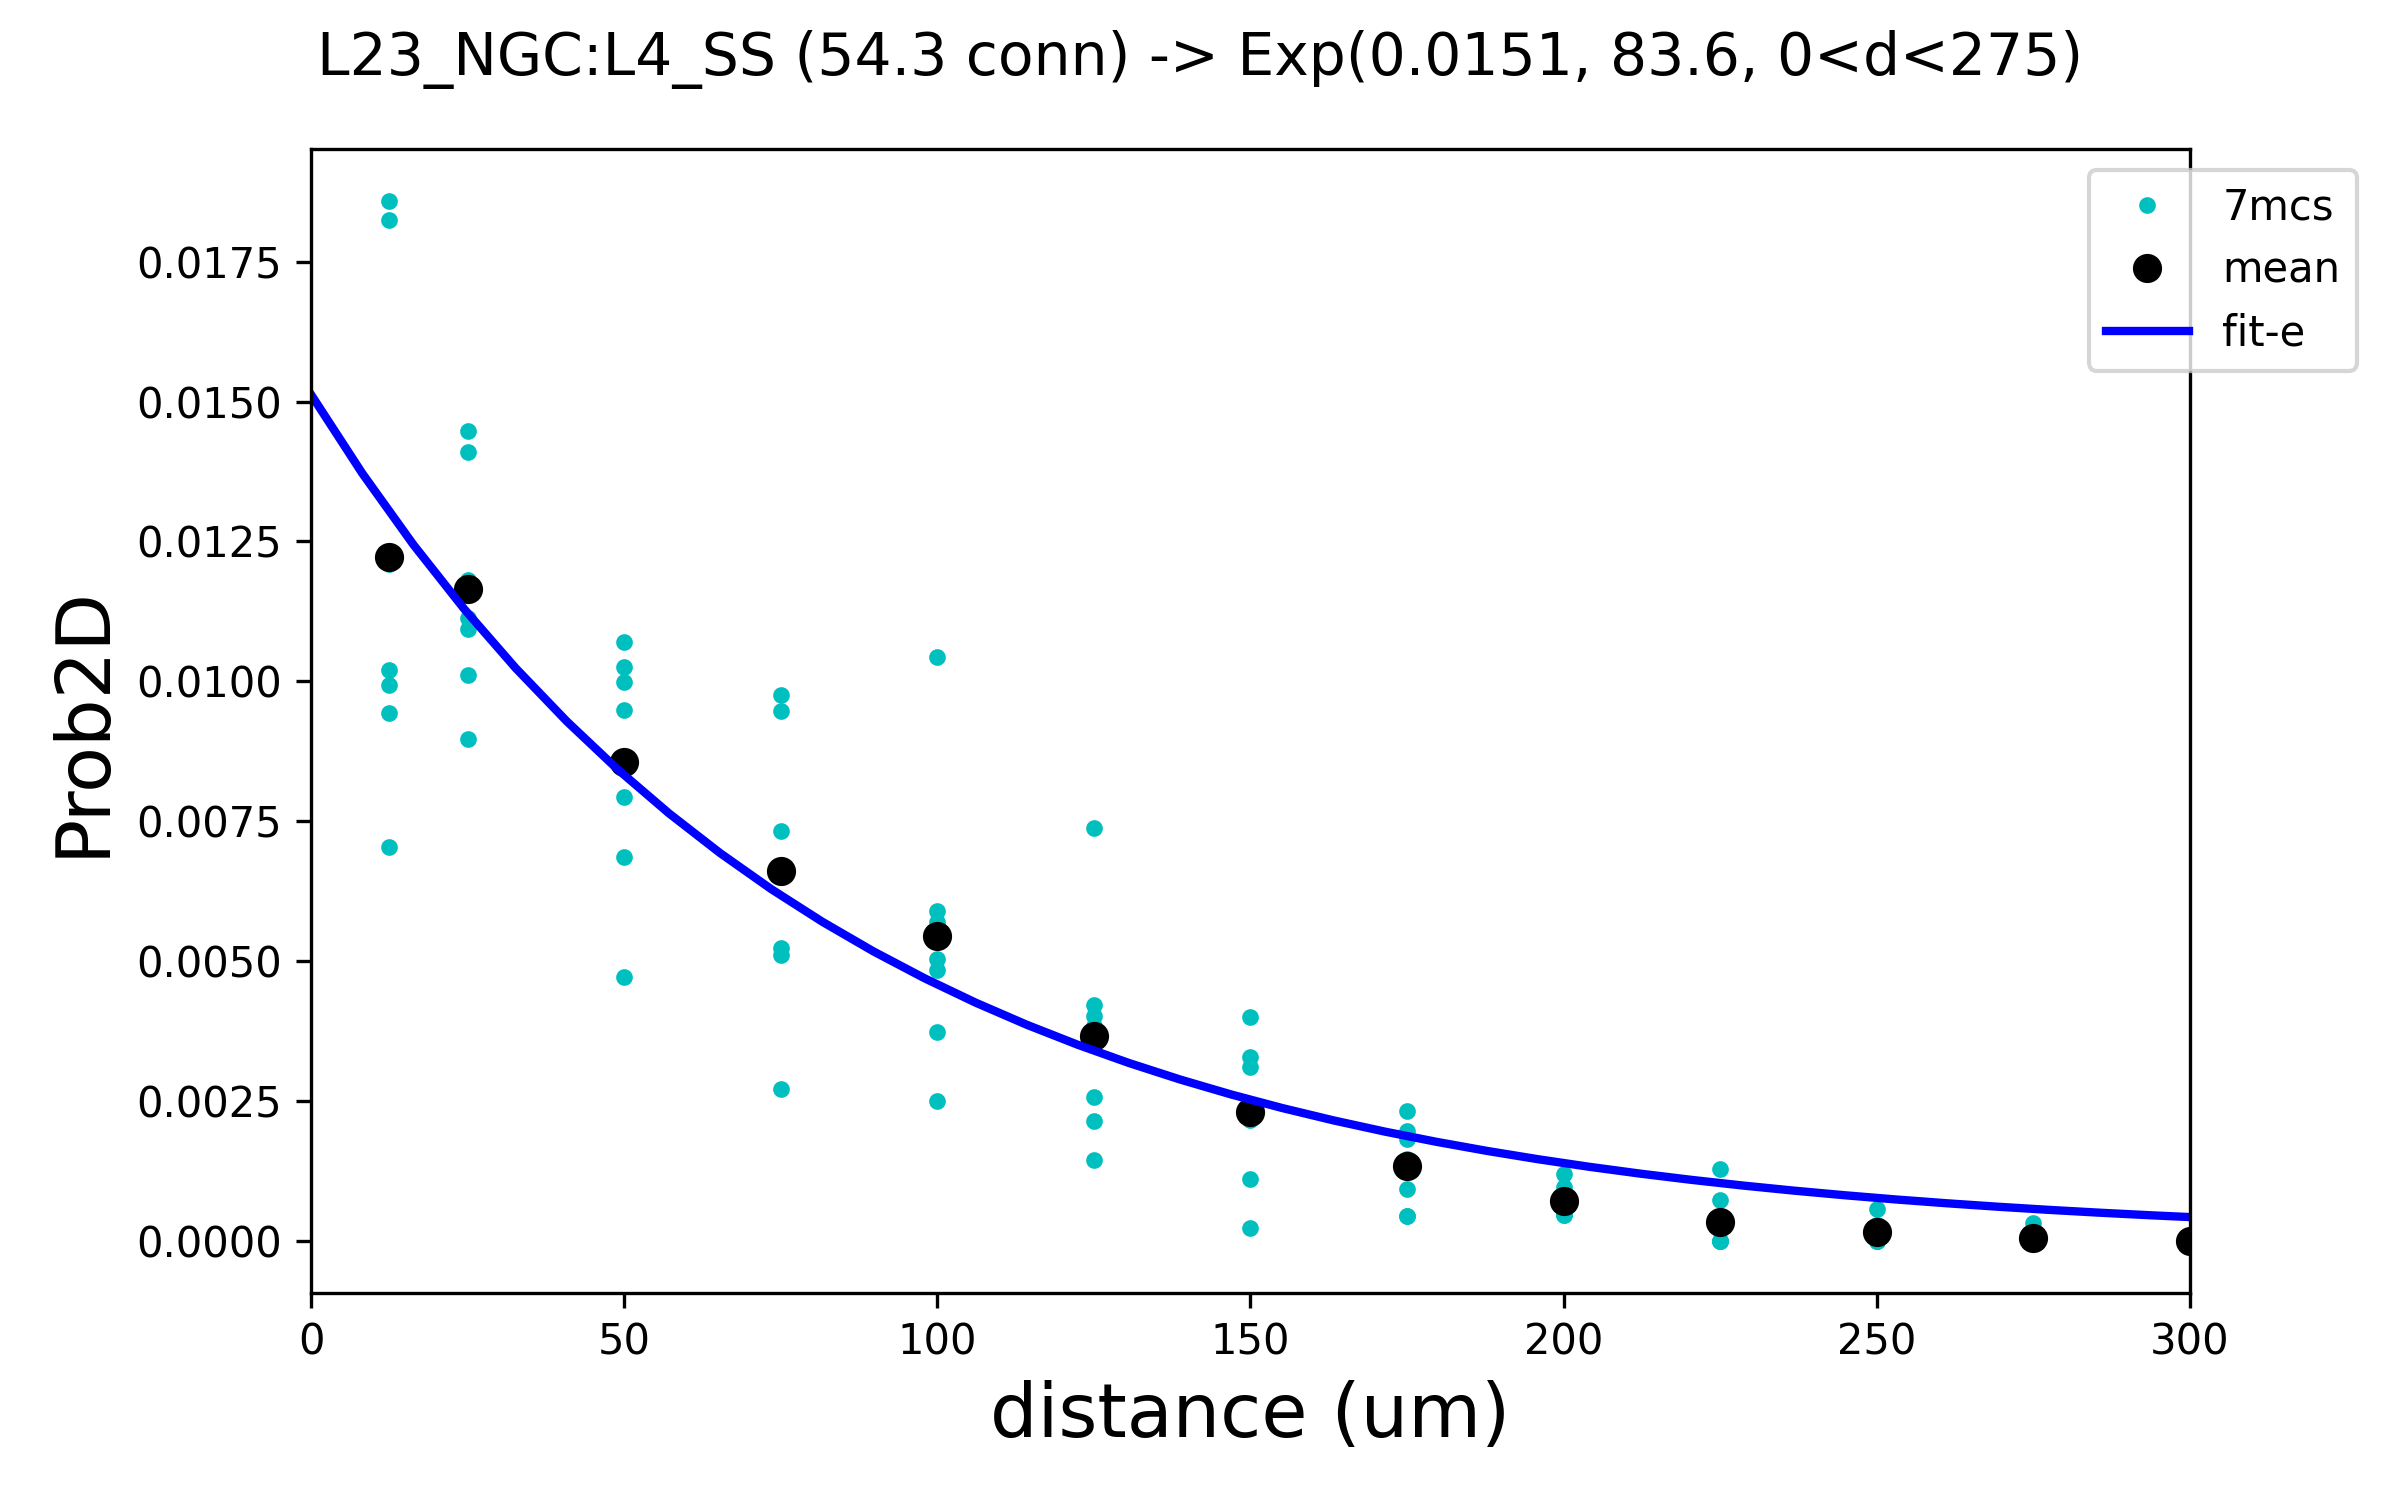 L23_NGC:L4_SS (54.3 conn) -> Exp(0.0151, 83.6, 0<d<275)
7mcs
mean
fit-e
0.0175
0.0150
0.0125
0.0100
0.0075
0.0050
0.0025
0.0000
Prob2D
0 50 100 150 200 250 300
distance (um)